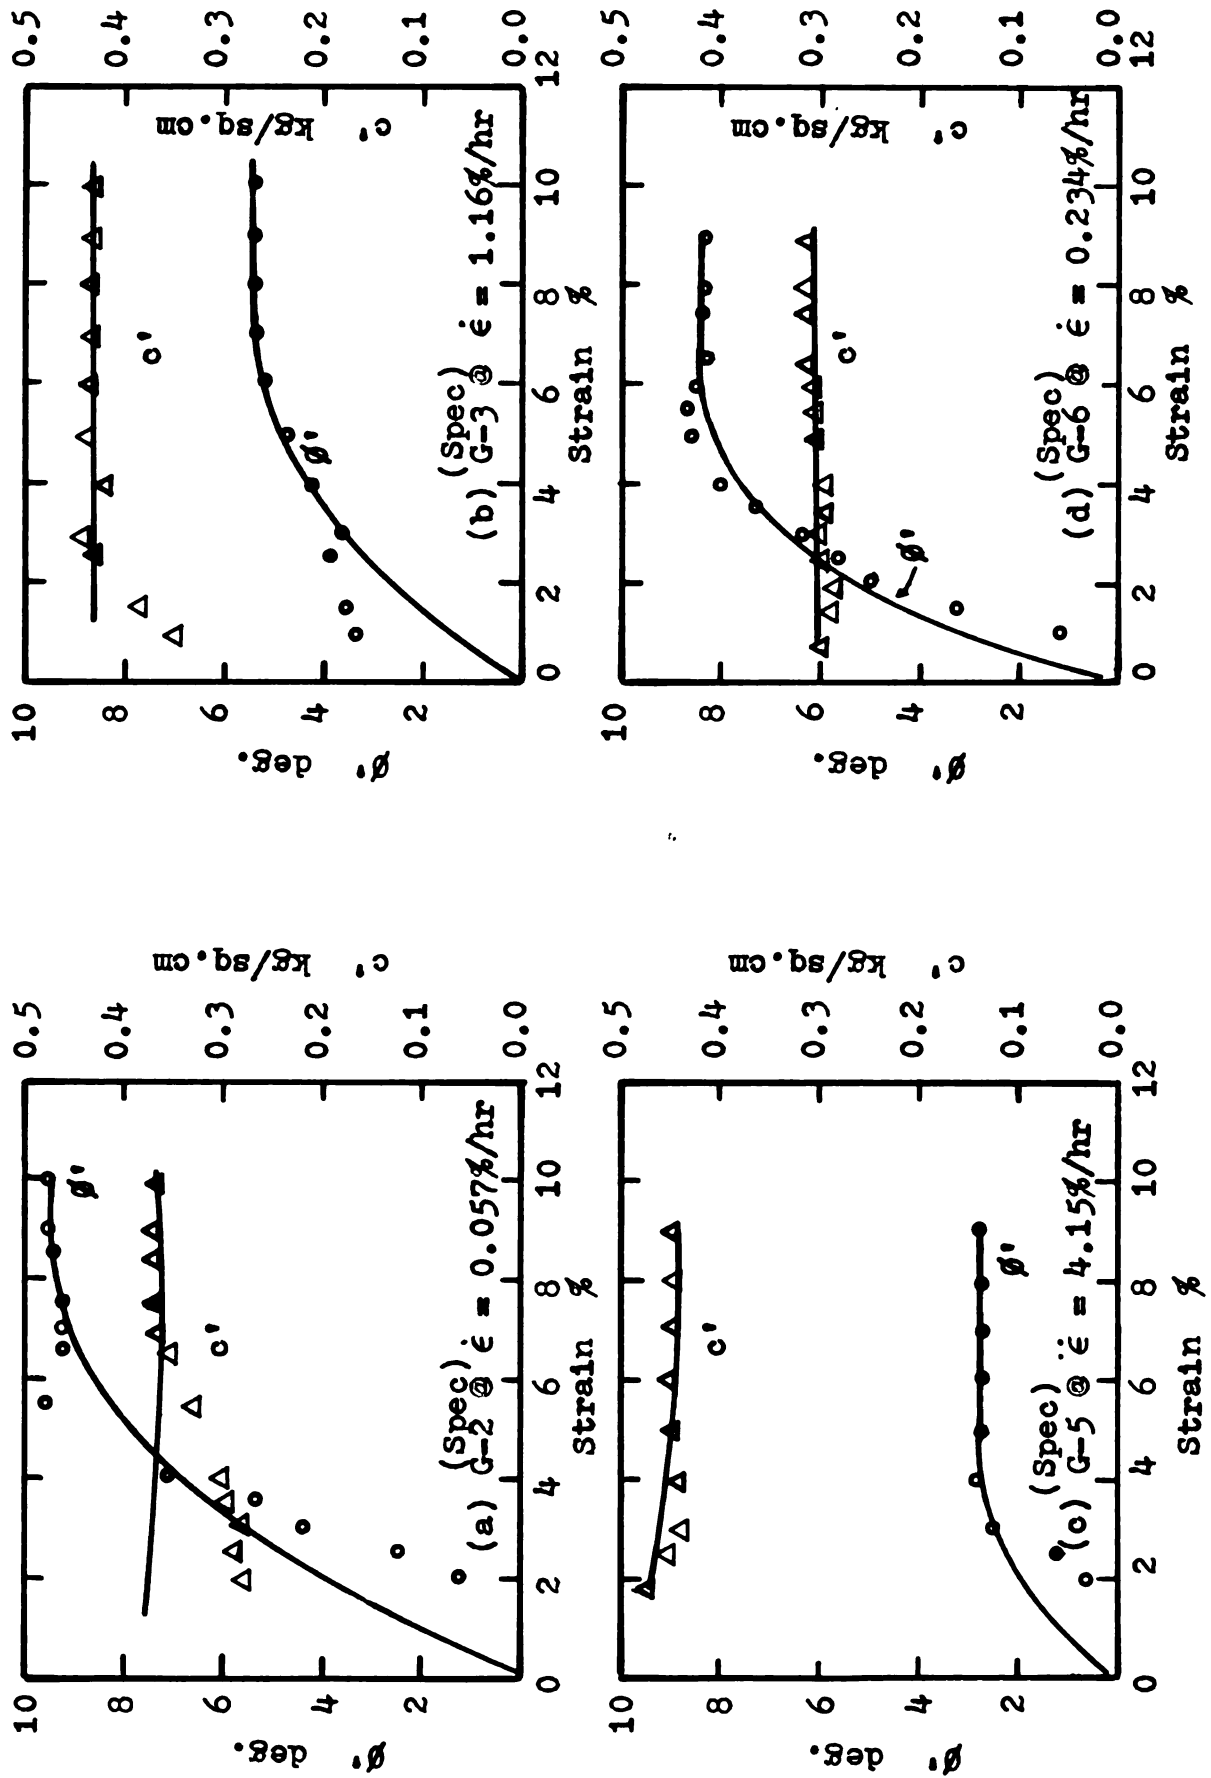 10
8
6
4
2
ø' deg.
0.5
0.4
0.3
0.2
0.1
0.0
c' kg/sq.cm
ø'
c'
(Spec)
(a) G-2 @ ė = 0.057%/hr
0 2 4 6 8 10 12
Strain %
10
8
6
4
2
ø' deg.
0.5
0.4
0.3
0.2
0.1
0.0
c' kg/sq.cm
c'
ø'
(Spec)
(b) G-3 @ ė = 1.16%/hr
0 2 4 6 8 10 12
Strain %
10
8
6
4
2
ø' deg.
0.5
0.4
0.3
0.2
0.1
0.0
c' kg/sq.cm
c'
ø'
(Spec)
(c) G-5 @ ė = 4.15%/hr
0 2 4 6 8 10 12
Strain %
10
8
6
4
2
ø' deg.
0.5
0.4
0.3
0.2
0.1
0.0
c' kg/sq.cm
c'
ø'
(Spec)
(d) G-6 @ ė = 0.234%/hr
0 2 4 6 8 10 12
Strain %